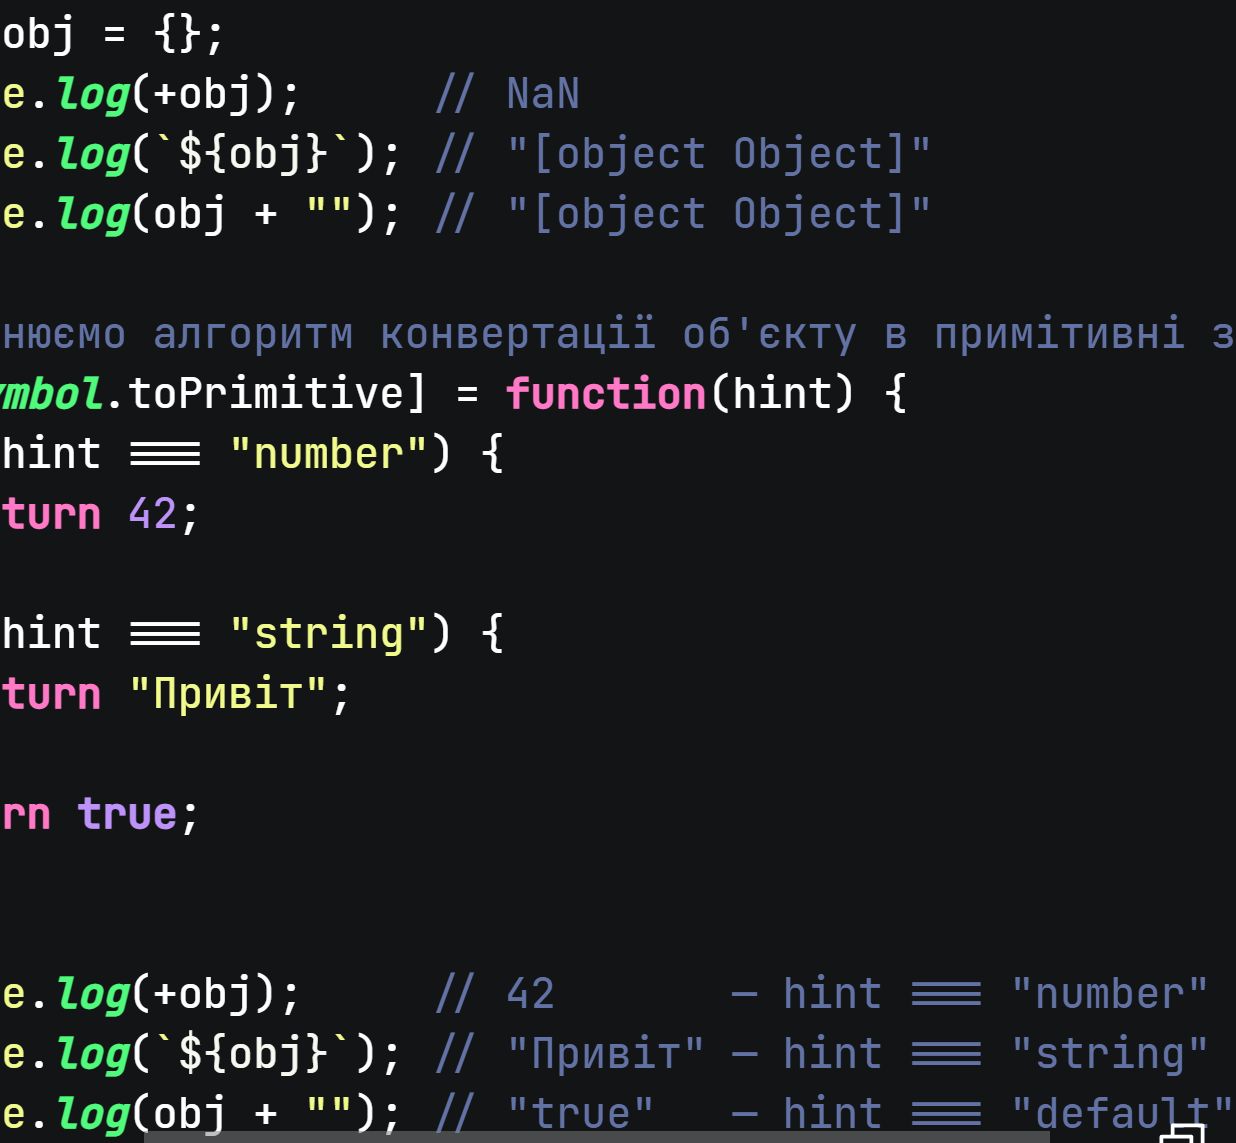 obj = {};
e.log(+obj); // NaN
e.log(`${obj}`); // "[object Object]"
e.log(obj + ""); // "[object Object]"
нюємо алгоритм конвертації об'єкту в примітивні з
mbol.toPrimitive] = function(hint) {
hint === "number") {
turn 42;
hint === "string") {
turn "Привіт";
rn true;
e.log(+obj); // 42 — hint === "number"
e.log(`${obj}`); // "Привіт" — hint === "string"
e.log(obj + ""); // "true" — hint === "default"